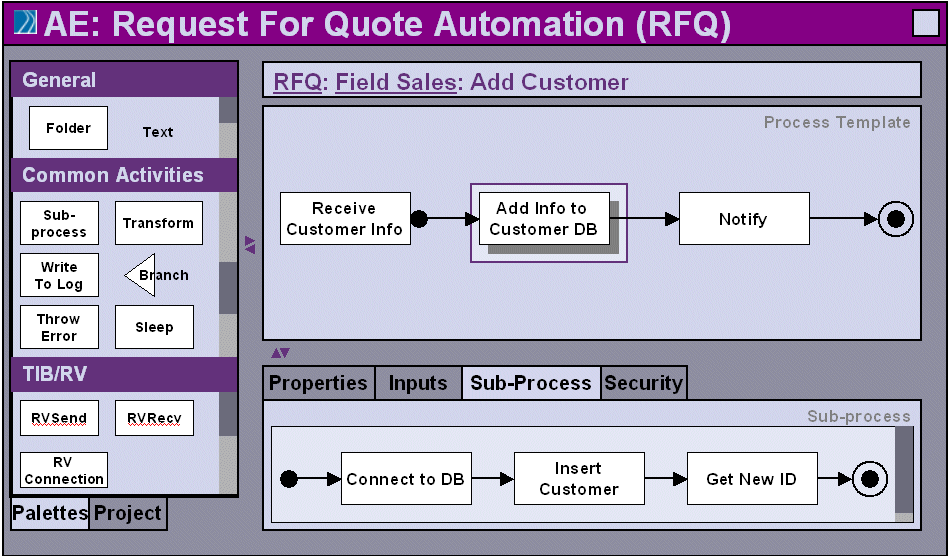 AE: Request For Quote Automation (RFQ)
General
Folder
Text
Common Activities
Sub-
process
Transform
Write
To Log
Branch
Throw
Error
Sleep
TIB/RV
RVSend
RVRecv
RV
Connection
Palettes
Project
RFQ: Field Sales: Add Customer
Process Template
Receive
Customer Info
Add Info to
Customer DB
Notify
Properties
Inputs
Sub-Process
Security
Sub-process
Connect to DB
Insert
Customer
Get New ID